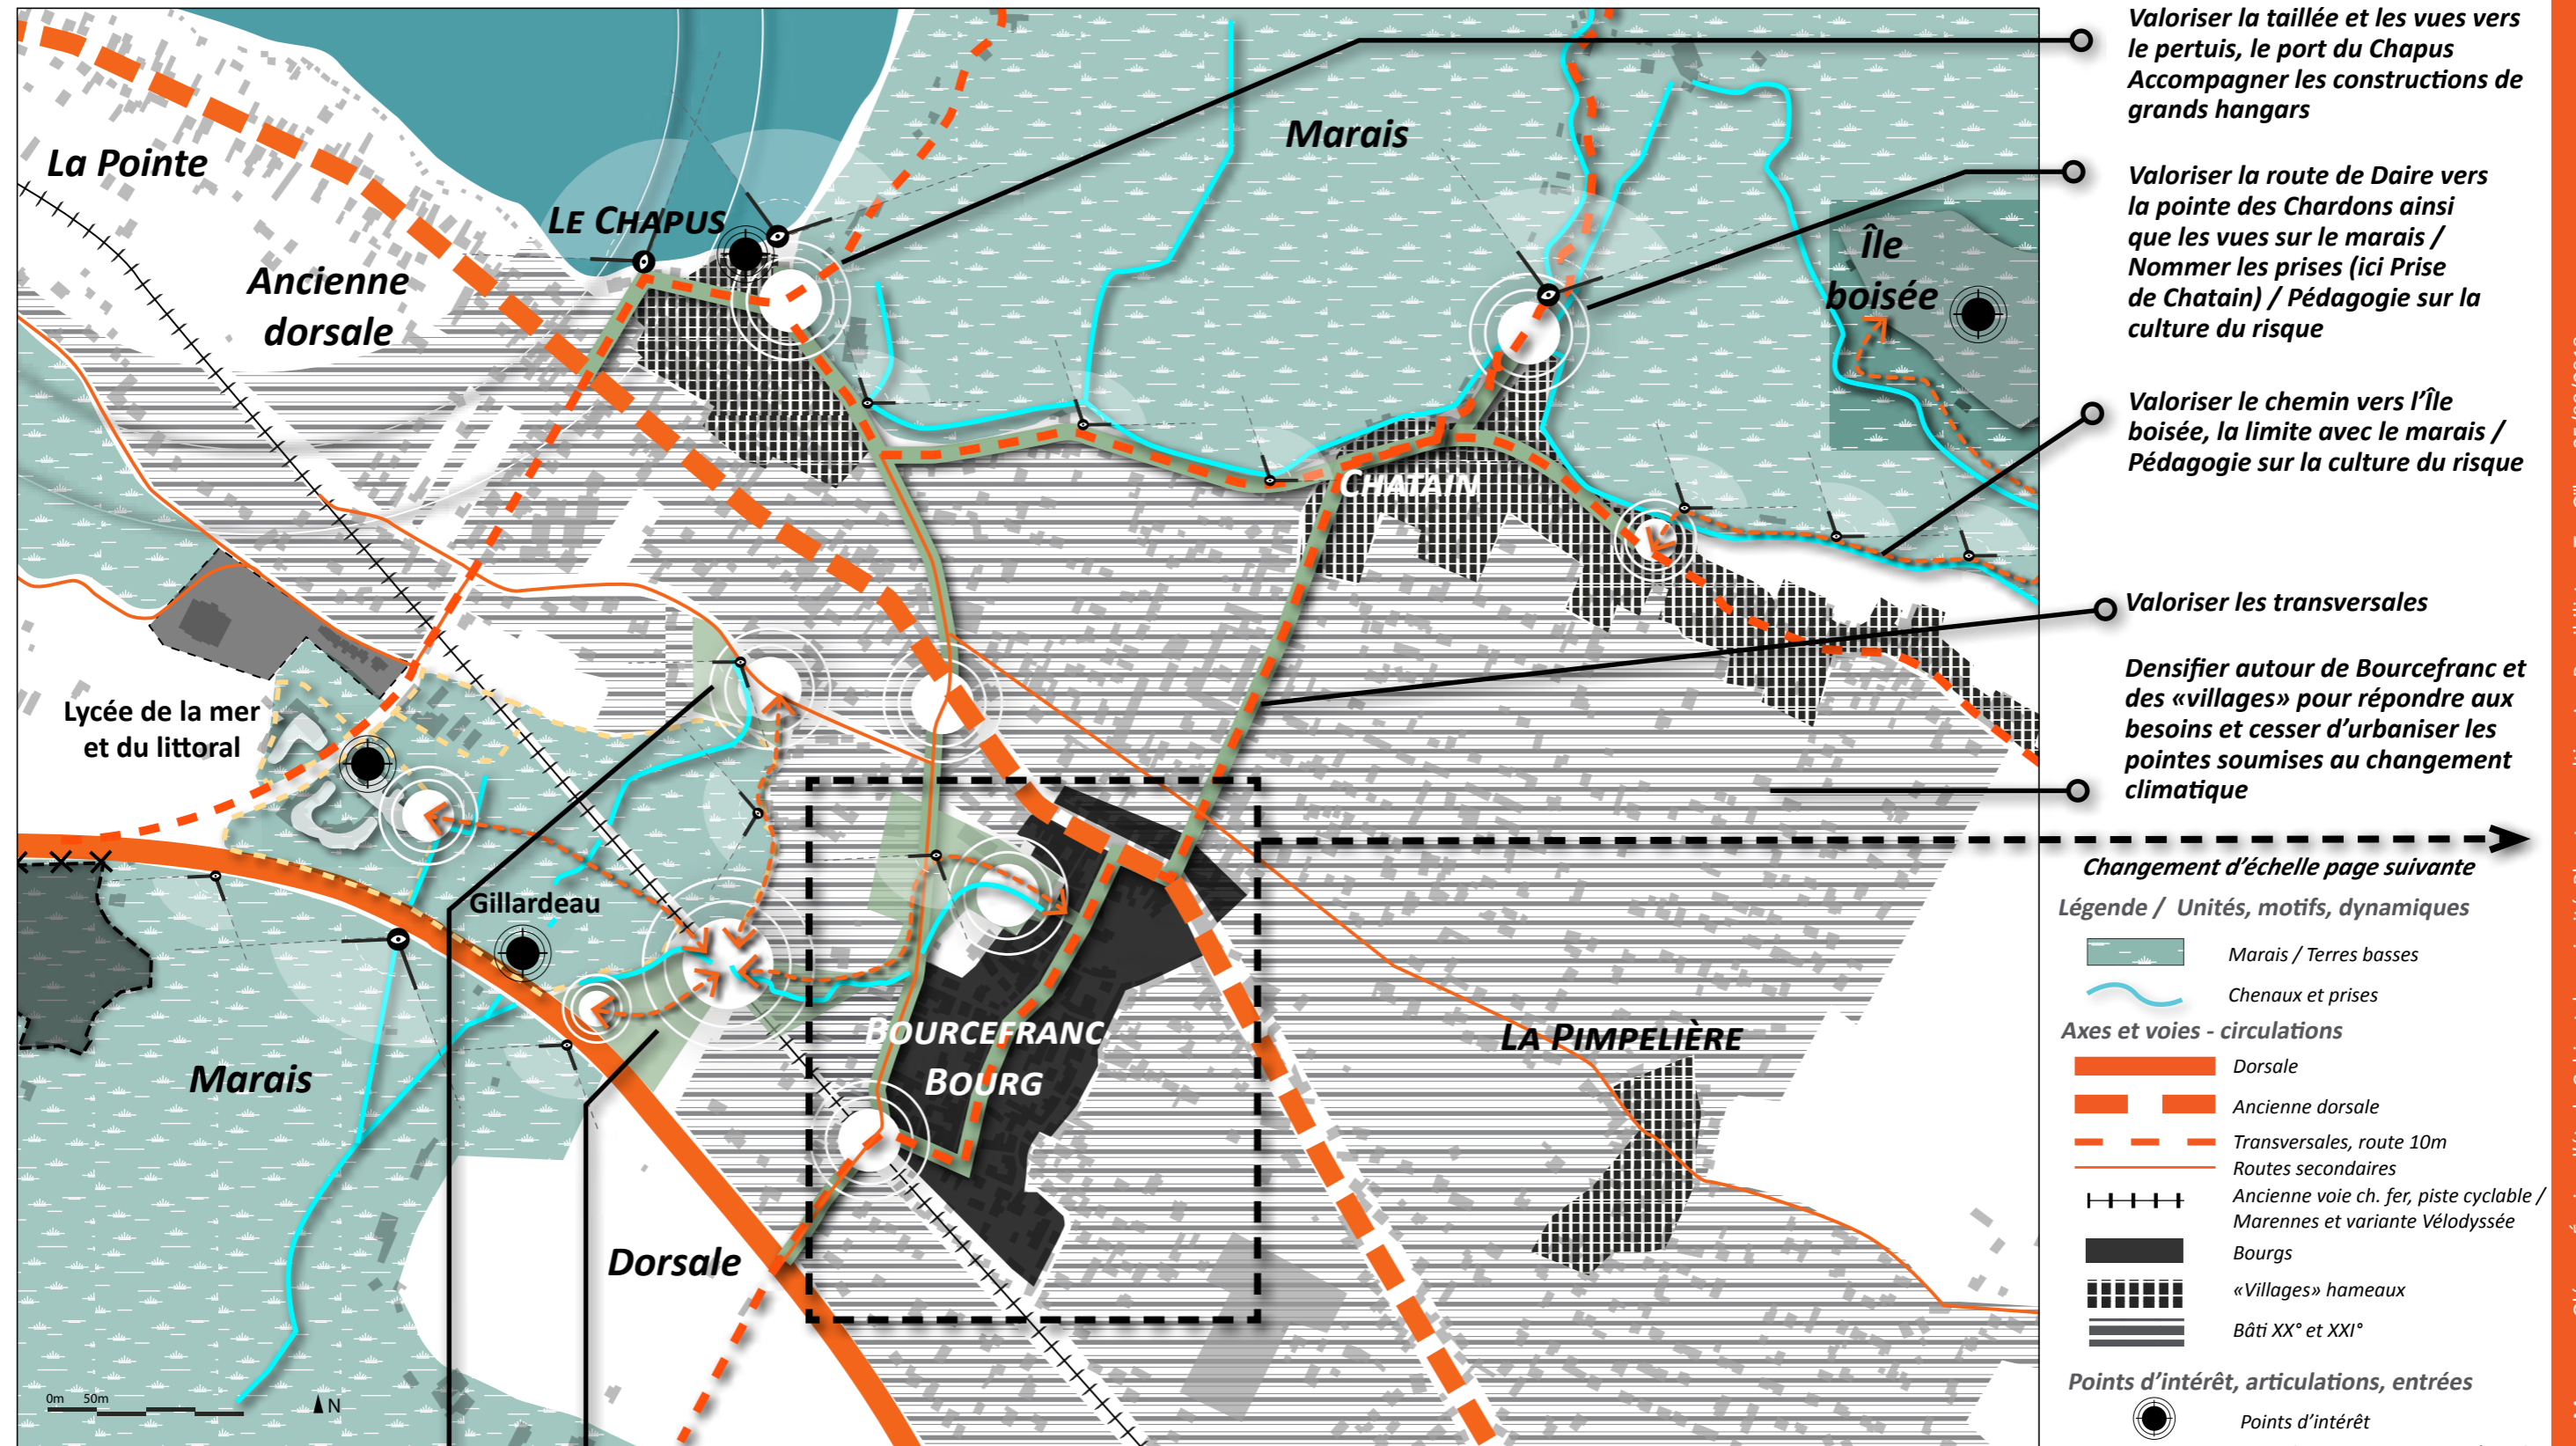 La Pointe
Ancienne
dorsale
LE CHAPUS
Marais
Île
boisée
CHATAIN
Lycée de la mer
et du littoral
Gillardeau
Marais
BOURCEFRANC
BOURG
LA PIMPELIÈRE
Dorsale
0m 50m
N
Valoriser la taillée et les vues vers
le pertuis, le port du Chapus
Accompagner les constructions de
grands hangars
Valoriser la route de Daire vers
la pointe des Chardons ainsi
que les vues sur le marais /
Nommer les prises (ici Prise
de Chatain) / Pédagogie sur la
culture du risque
Valoriser le chemin vers l’Île
boisée, la limite avec le marais /
Pédagogie sur la culture du risque
Valoriser les transversales
Densifier autour de Bourcefranc et
des «villages» pour répondre aux
besoins et cesser d’urbaniser les
pointes soumises au changement
climatique
Changement d’échelle page suivante
Légende / Unités, motifs, dynamiques
Marais / Terres basses
Chenaux et prises
Axes et voies - circulations
Dorsale
Ancienne dorsale
Transversales, route 10m
Routes secondaires
Ancienne voie ch. fer, piste cyclable /
Marennes et variante Vélodyssée
Bourgs
«Villages» hameaux
Bâti XX° et XXI°
Points d’intérêt, articulations, entrées
Points d’intérêt